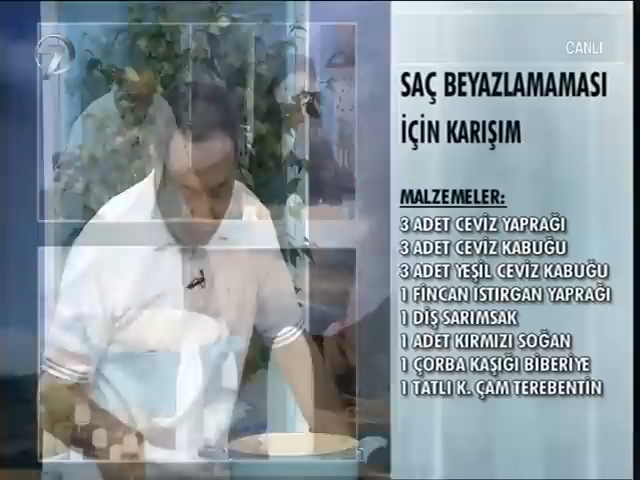 7
CANLI
SAÇ BEYAZLAMAMASI
İÇİN KARIŞIM
MALZEMELER:
3 ADET CEVİZ YAPRAĞI
3 ADET CEVİZ KABUĞU
3 ADET YEŞİL CEVİZ KABUĞU
1 FİNCAN ISTIRGAN YAPRAĞI
1 DİŞ SARIMSAK
1 ADET KIRMIZI SOĞAN
1 ÇORBA KAŞIĞI BİBERİYE
1 TATLI K. ÇAM TEREBENTİN